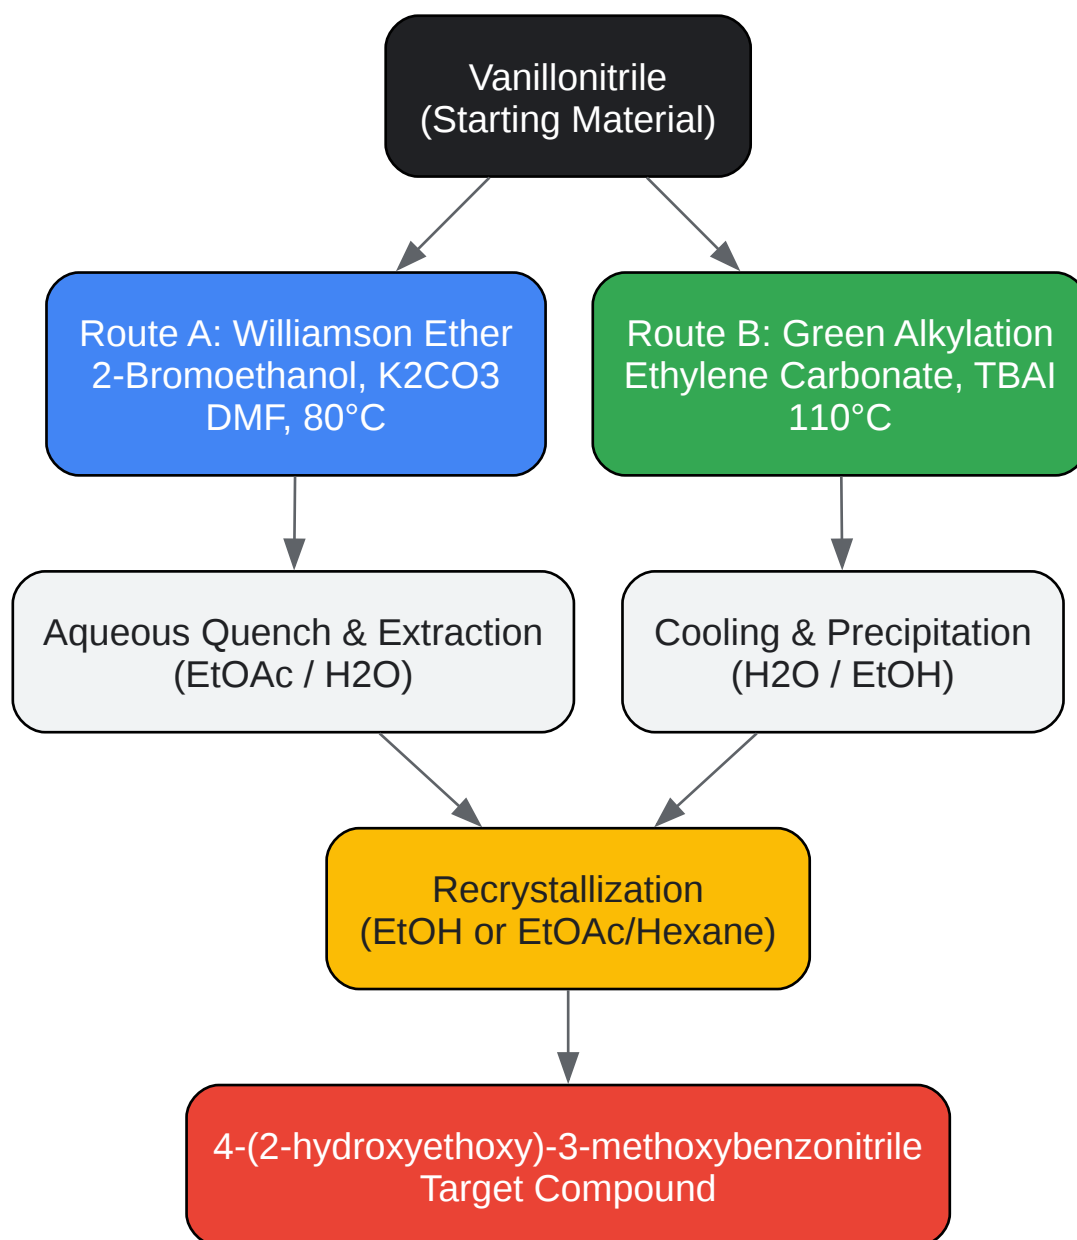 Vanillonitrile
(Starting Material)
Route A: Williamson Ether
2-Bromoethanol, K2CO3
DMF, 80°C
Route B: Green Alkylation
Ethylene Carbonate, TBAI
110°C
Aqueous Quench & Extraction
(EtOAc / H2O)
Cooling & Precipitation
(H2O / EtOH)
Recrystallization
(EtOH or EtOAc/Hexane)
4-(2-hydroxyethoxy)-3-methoxybenzonitrile
Target Compound